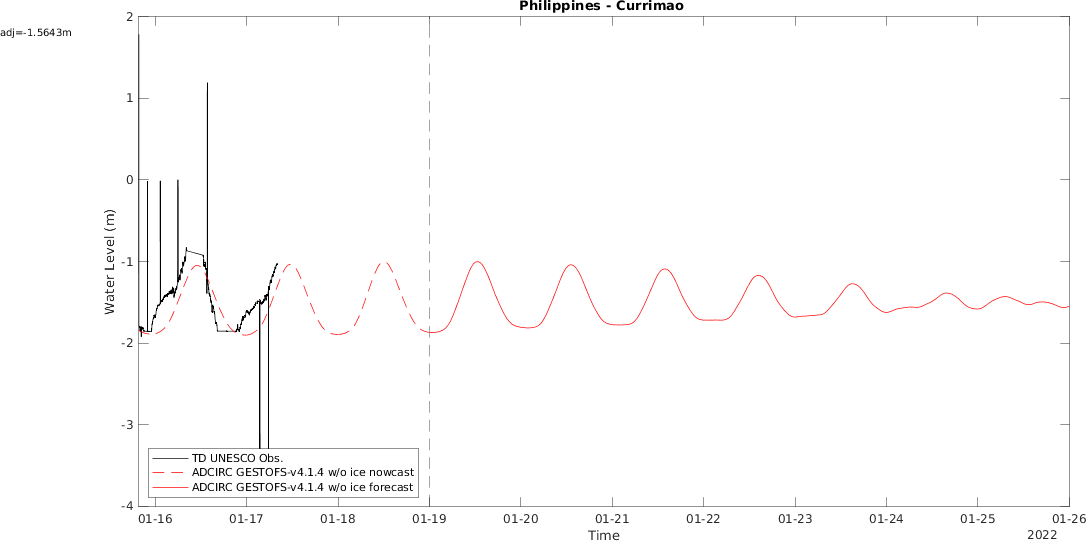 Philippines - Currimao
adj=-1.5643m
Water Level (m)
2
1
0
-1
-2
-3
-4
TD UNESCO Obs.
ADCIRC GESTOFS-v4.1.4 w/o ice nowcast
ADCIRC GESTOFS-v4.1.4 w/o ice forecast
01-16 01-17 01-18 01-19 01-20 01-21 01-22 01-23 01-24 01-25 01-26
Time
2022